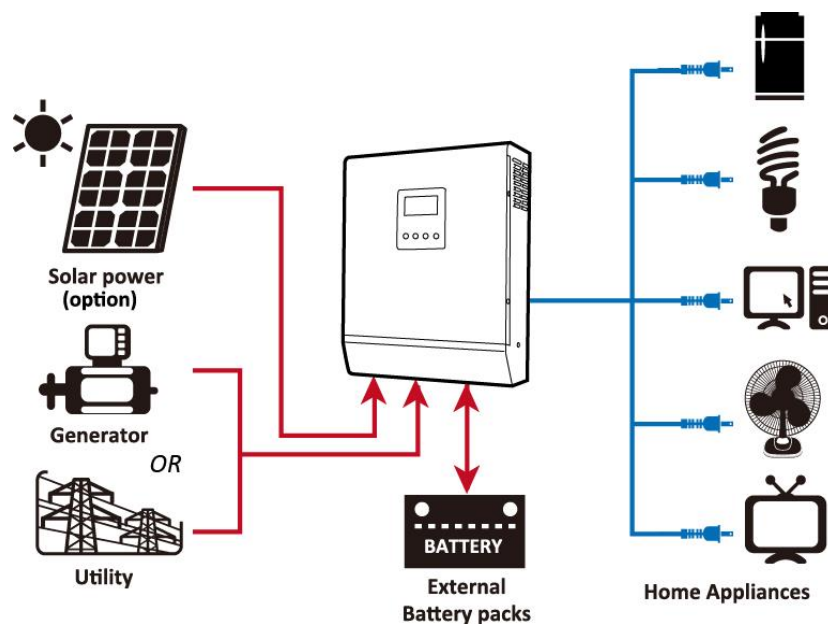 Solar power
(option)
Generator
OR
Utility
BATTERY
External
Battery packs
Home Appliances